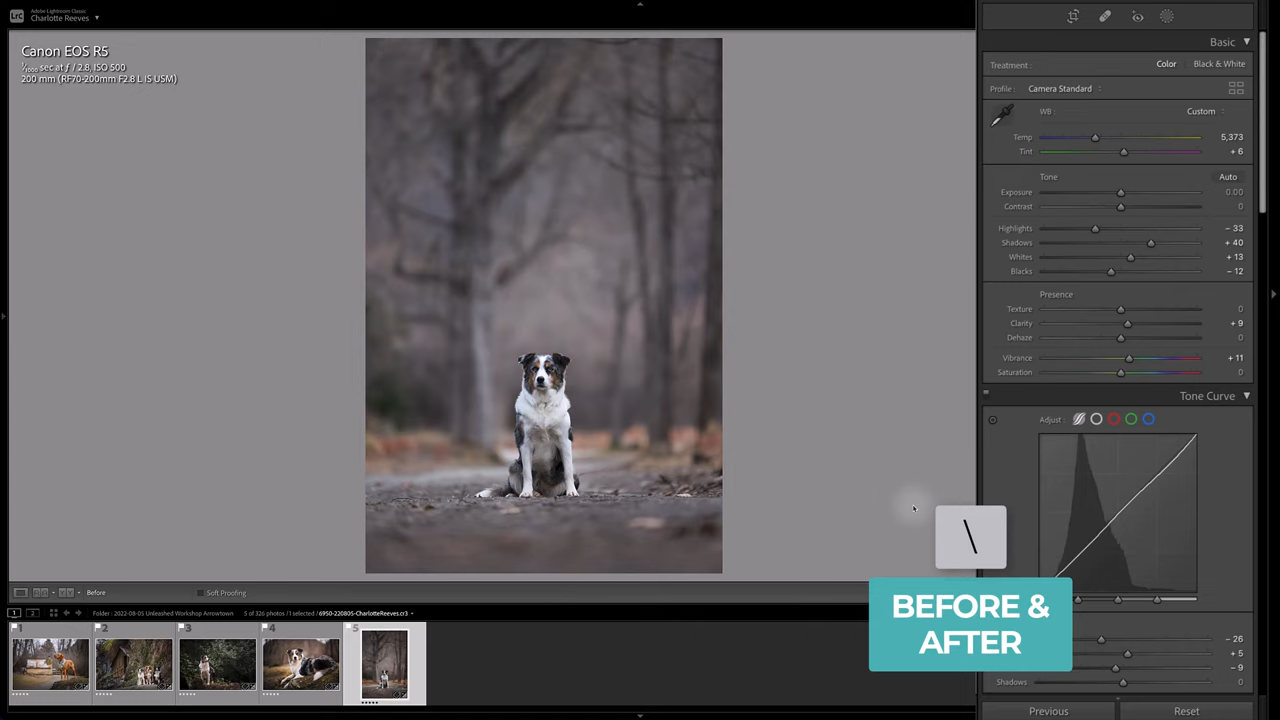 LrC
Adobe Lightroom Classic
Charlotte Reeves
Canon EOS R5
1/1000 sec at ƒ / 2.8, ISO 500
200 mm (RF70-200mm F2.8 L IS USM)
Basic
Treatment : Color Black & White
Profile : Camera Standard
WB : Custom
Temp 5,373
Tint + 6
Tone Auto
Exposure 0.00
Contrast 0
Highlights − 33
Shadows + 40
Whites + 13
Blacks − 12
Presence
Texture 0
Clarity + 9
Dehaze 0
Vibrance + 11
Saturation 0
Tone Curve
Adjust :
\
BEFORE &
AFTER
− 26
+ 5
− 9
Shadows 0
Previous Reset
Before Soft Proofing
1 2 Folder : 2022-08-05 Unleashed Workshop Arrowtown 5 of 326 photos / 1 selected / 6950-220805-CharlotteReeves.cr3
1 2 3 4 5